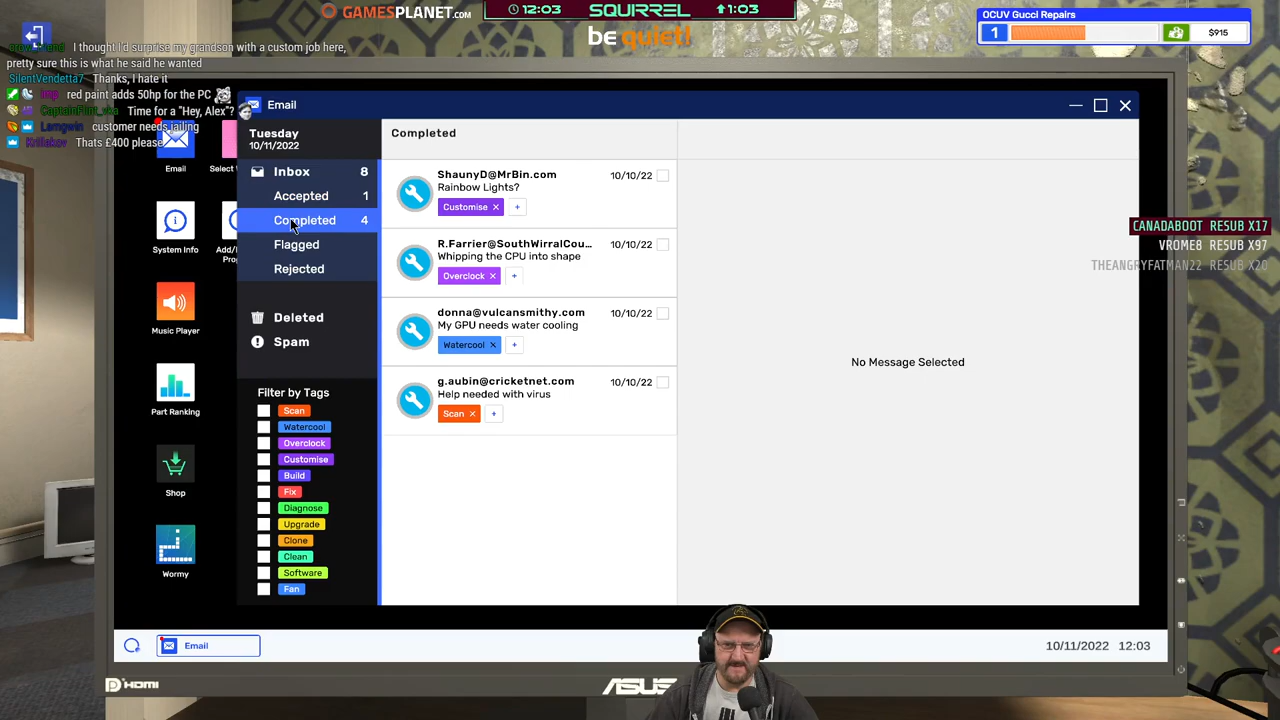 GAMESPLANET.COM
12:03 SQUIRREL 1:03
be quiet!
OCUV Gucci Repairs
1 $915
I thought I'd surprise my grandson with a custom job here,
pretty sure this is what he said he wanted
SilentVendetta7 Thanks, I hate it
red paint adds 50hp for the PC
Time for a "Hey, Alex"?
Lemgwin customer needs jailing
Thats £400 please
Email
System Info
Music Player
Part Ranking
Shop
Wormy
Email
Tuesday
10/11/2022
Inbox 8
Accepted 1
Completed 4
Flagged
Rejected
Deleted
Spam
Filter by Tags
Scan
Watercool
Overclock
Customise
Build
Fix
Diagnose
Upgrade
Clone
Clean
Software
Fan
Completed
ShaunyD@MrBin.com 10/10/22
Rainbow Lights?
Customise × +
R.Farrier@SouthWirralCou... 10/10/22
Whipping the CPU into shape
Overclock × +
donna@vulcansmithy.com 10/10/22
My GPU needs water cooling
Watercool × +
g.aubin@cricketnet.com 10/10/22
Help needed with virus
Scan × +
No Message Selected
CANADABOOT RESUB X17
VROME8 RESUB X97
THEANGRYFATMAN22 RESUB X20
Email
10/11/2022 12:03
HDMI
ASUS